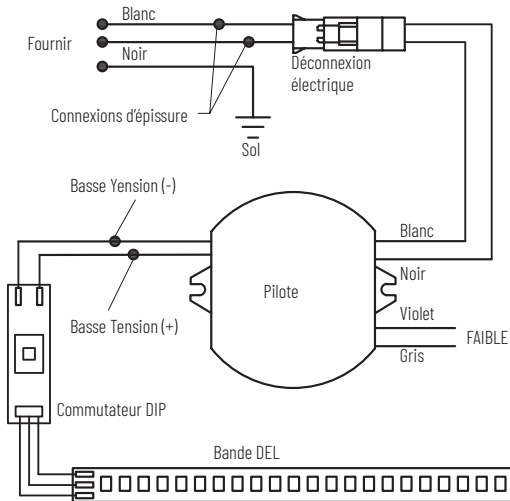 Blanc
Fournir
Noir
Déconnexion
électrique
Connexions d'épissure
Sol
Basse Yension (-)
Blanc
Noir
Pilote
Violet
Basse Tension (+)
FAIBLE
Gris
Commutateur DIP
Bande DEL